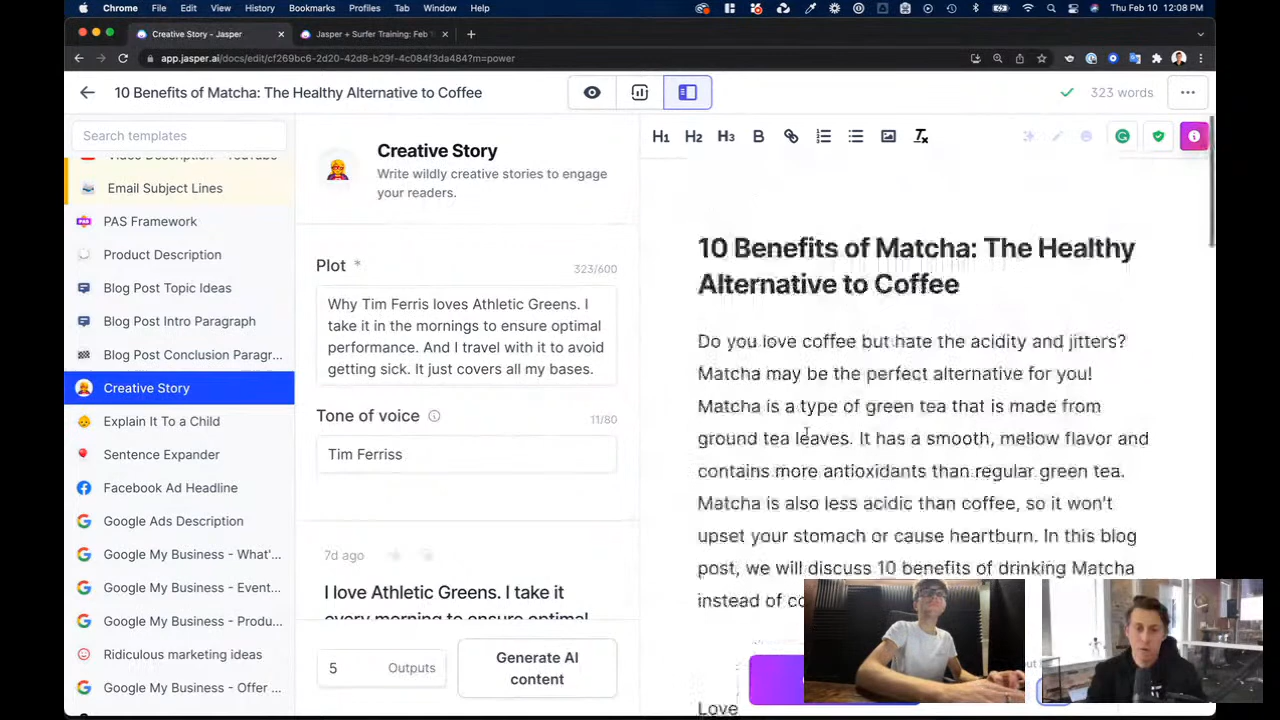 Chrome File Edit View History Bookmarks Profiles Tab Window Help Thu Feb 10 12:08 PM
Creative Story - Jasper
Jasper + Surfer Training: Feb
app.jasper.ai/docs/edit/cf269bc6-2d20-42d8-b29f-4c084f3da484?m=power
10 Benefits of Matcha: The Healthy Alternative to Coffee
323 words
Search templates
Video Description - YouTube
Email Subject Lines
PAS Framework
Product Description
Blog Post Topic Ideas
Blog Post Intro Paragraph
Blog Post Conclusion Paragr...
Creative Story
Explain It To a Child
Sentence Expander
Facebook Ad Headline
Google Ads Description
Google My Business - What'...
Google My Business - Event...
Google My Business - Produ...
Ridiculous marketing ideas
Google My Business - Offer ...
Creative Story
Write wildly creative stories to engage
your readers.
Plot *
323/600
Why Tim Ferris loves Athletic Greens. I
take it in the mornings to ensure optimal
performance. And I travel with it to avoid
getting sick. It just covers all my bases.
Tone of voice
11/80
Tim Ferriss
7d ago
I love Athletic Greens. I take it
every morning to ensure optimal
5 Outputs
Generate AI
content
H1 H2 H3 B
10 Benefits of Matcha: The Healthy
Alternative to Coffee
Do you love coffee but hate the acidity and jitters?
Matcha may be the perfect alternative for you!
Matcha is a type of green tea that is made from
ground tea leaves. It has a smooth, mellow flavor and
contains more antioxidants than regular green tea.
Matcha is also less acidic than coffee, so it won't
upset your stomach or cause heartburn. In this blog
post, we will discuss 10 benefits of drinking Matcha
instead of
Love